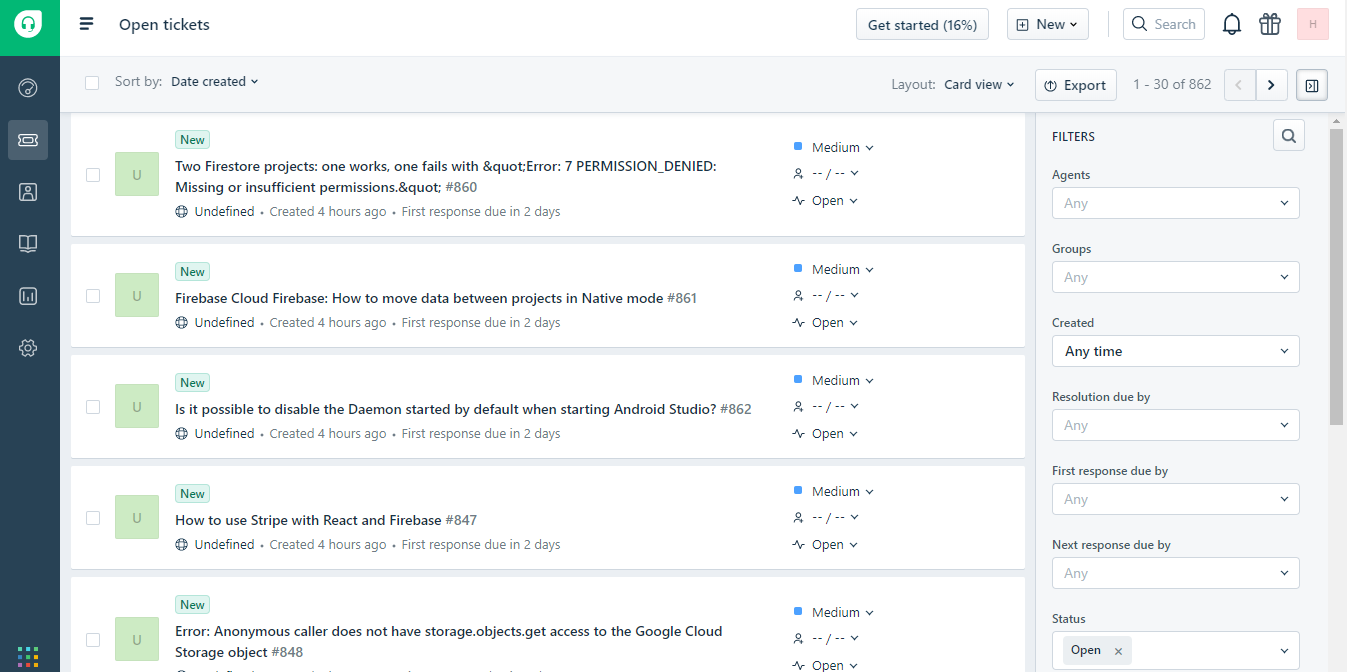 Open tickets
Get started (16%)
New
Search
H
Sort by: Date created
Layout: Card view
Export
1 - 30 of 862
New
U
Two Firestore projects: one works, one fails with &quot;Error: 7 PERMISSION_DENIED:
Missing or insufficient permissions.&quot; #860
Undefined • Created 4 hours ago • First response due in 2 days
Medium
-- / --
Open
New
U
Firebase Cloud Firebase: How to move data between projects in Native mode #861
Undefined • Created 4 hours ago • First response due in 2 days
Medium
-- / --
Open
New
U
Is it possible to disable the Daemon started by default when starting Android Studio? #862
Undefined • Created 4 hours ago • First response due in 2 days
Medium
-- / --
Open
New
U
How to use Stripe with React and Firebase #847
Undefined • Created 4 hours ago • First response due in 2 days
Medium
-- / --
Open
New
U
Error: Anonymous caller does not have storage.objects.get access to the Google Cloud
Storage object #848
Medium
-- / --
Open
FILTERS
Agents
Any
Groups
Any
Created
Any time
Resolution due by
Any
First response due by
Any
Next response due by
Any
Status
Open ×